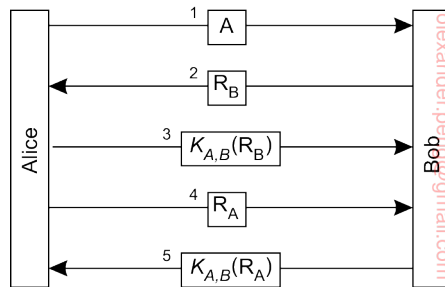 1 A
2 R_B
3 K_A,B(R_B)
4 R_A
5 K_A,B(R_A)
Alice
Bob